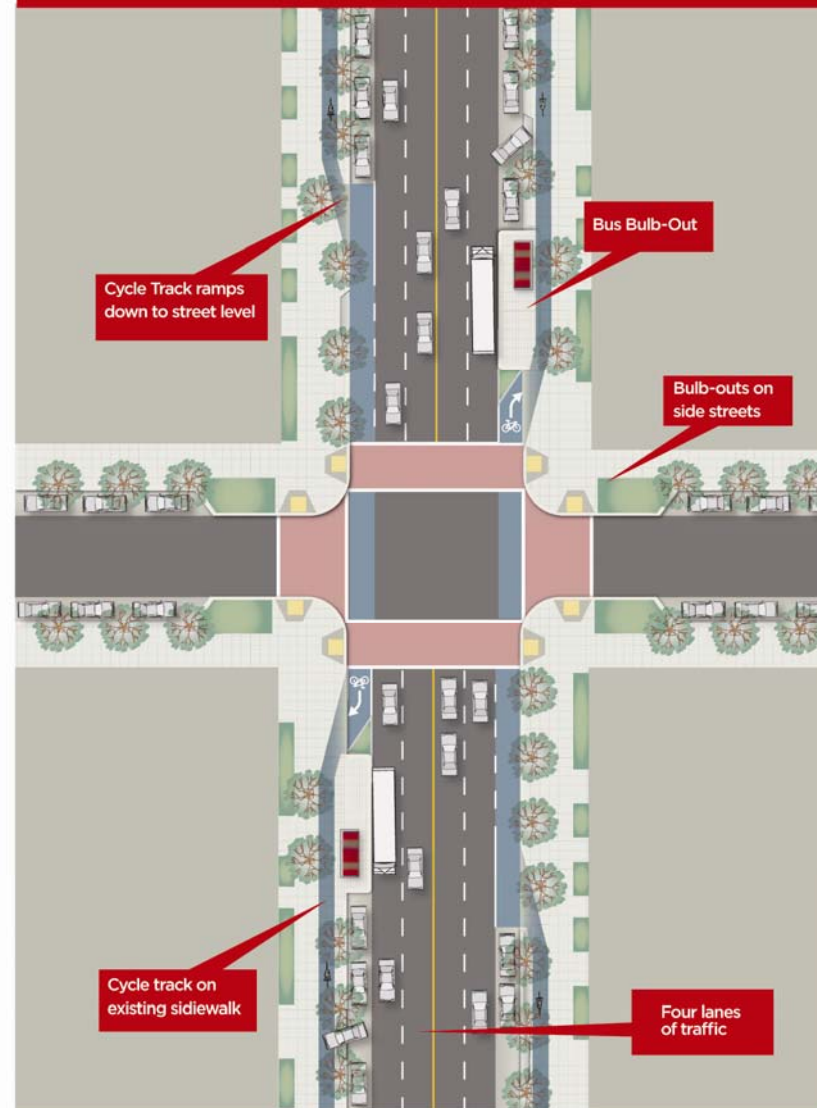 Bus Bulb-Out
Cycle Track ramps
down to street level
Bulb-outs on
side streets
Cycle track on
existing sidiewalk
Four lanes
of traffic